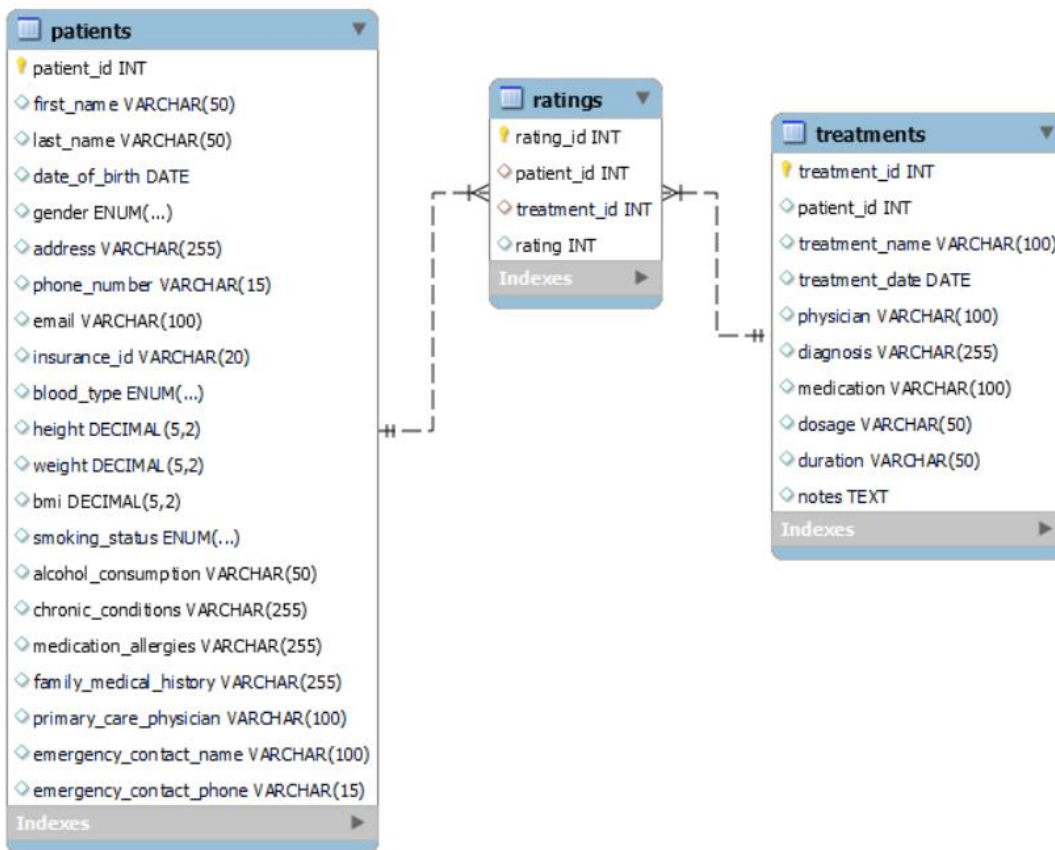 patients
patient_id INT
first_name VARCHAR(50)
last_name VARCHAR(50)
date_of_birth DATE
gender ENUM(...)
address VARCHAR(255)
phone_number VARCHAR(15)
email VARCHAR(100)
insurance_id VARCHAR(20)
blood_type ENUM(...)
height DECIMAL(5,2)
weight DECIMAL(5,2)
bmi DECIMAL(5,2)
smoking_status ENUM(...)
alcohol_consumption VARCHAR(50)
chronic_conditions VARCHAR(255)
medication_allergies VARCHAR(255)
family_medical_history VARCHAR(255)
primary_care_physician VARCHAR(100)
emergency_contact_name VARCHAR(100)
emergency_contact_phone VARCHAR(15)
Indexes
ratings
rating_id INT
patient_id INT
treatment_id INT
rating INT
Indexes
treatments
treatment_id INT
patient_id INT
treatment_name VARCHAR(100)
treatment_date DATE
physician VARCHAR(100)
diagnosis VARCHAR(255)
medication VARCHAR(100)
dosage VARCHAR(50)
duration VARCHAR(50)
notes TEXT
Indexes